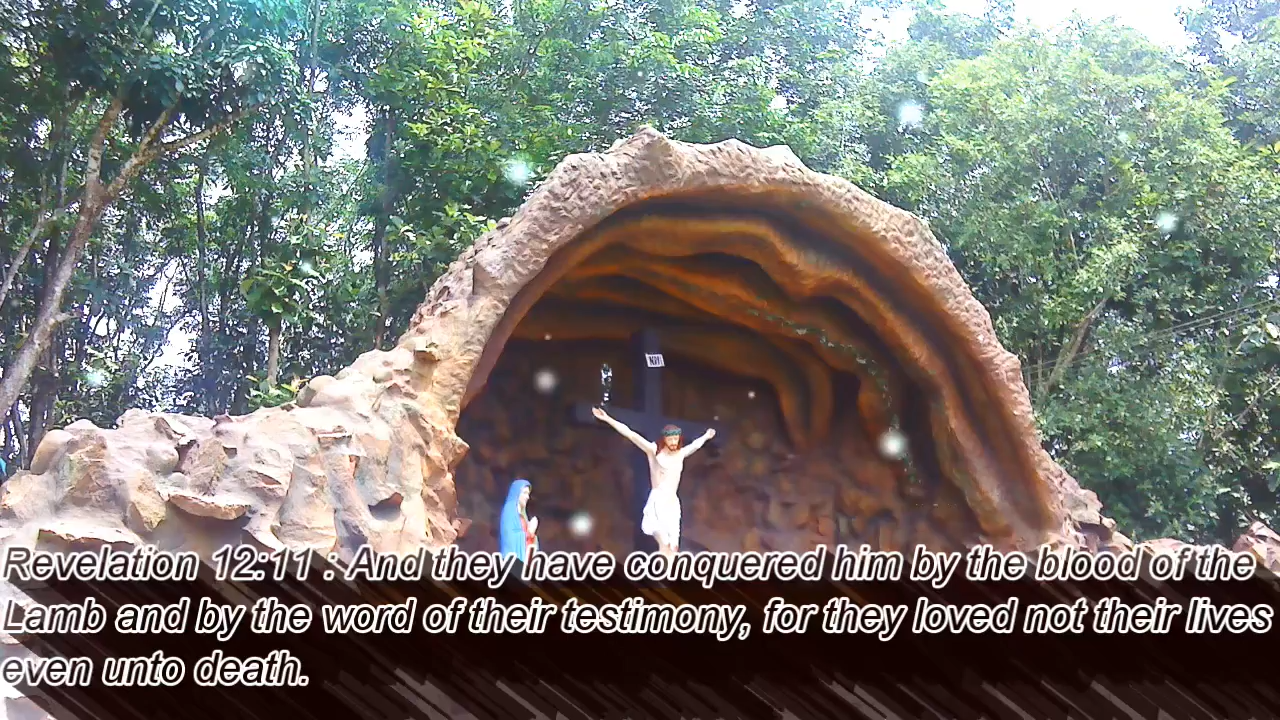 INRI
Revelation 12:11 : And they have conquered him by the blood of the
Lamb and by the word of their testimony, for they loved not their lives
even unto death.